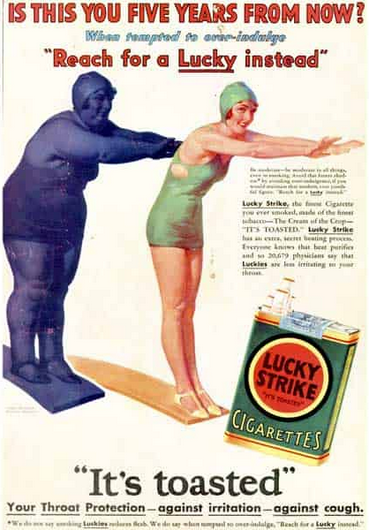 IS THIS YOU FIVE YEARS FROM NOW?
When tempted to over-indulge
"Reach for a Lucky instead"
Be moderate—be moderate in all things,
even in smoking. Avoid that future shad-
ow* by avoiding over-indulgence, if you
would maintain that modern, ever-youth-
ful figure. "Reach for a Lucky instead."
Lucky Strike, the finest Cigarette
you ever smoked, made of the finest
tobacco—The Cream of the Crop—
"IT'S TOASTED." Lucky Strike
has an extra, secret heating process.
Everyone knows that heat purifies
and so 20,679 physicians say that
Luckies are less irritating to your
throat.
LUCKY
STRIKE
"IT'S TOASTED"
CIGARETTES
"It's toasted"
Your Throat Protection—against irritation—against cough.
*We do not say smoking Luckies reduces flesh. We do say when tempted to over-indulge, "Reach for a Lucky instead."